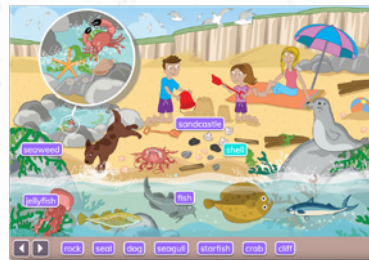 sandcastle
seaweed
shell
jellyfish
fish
rock seal dog seagull starfish crab cliff